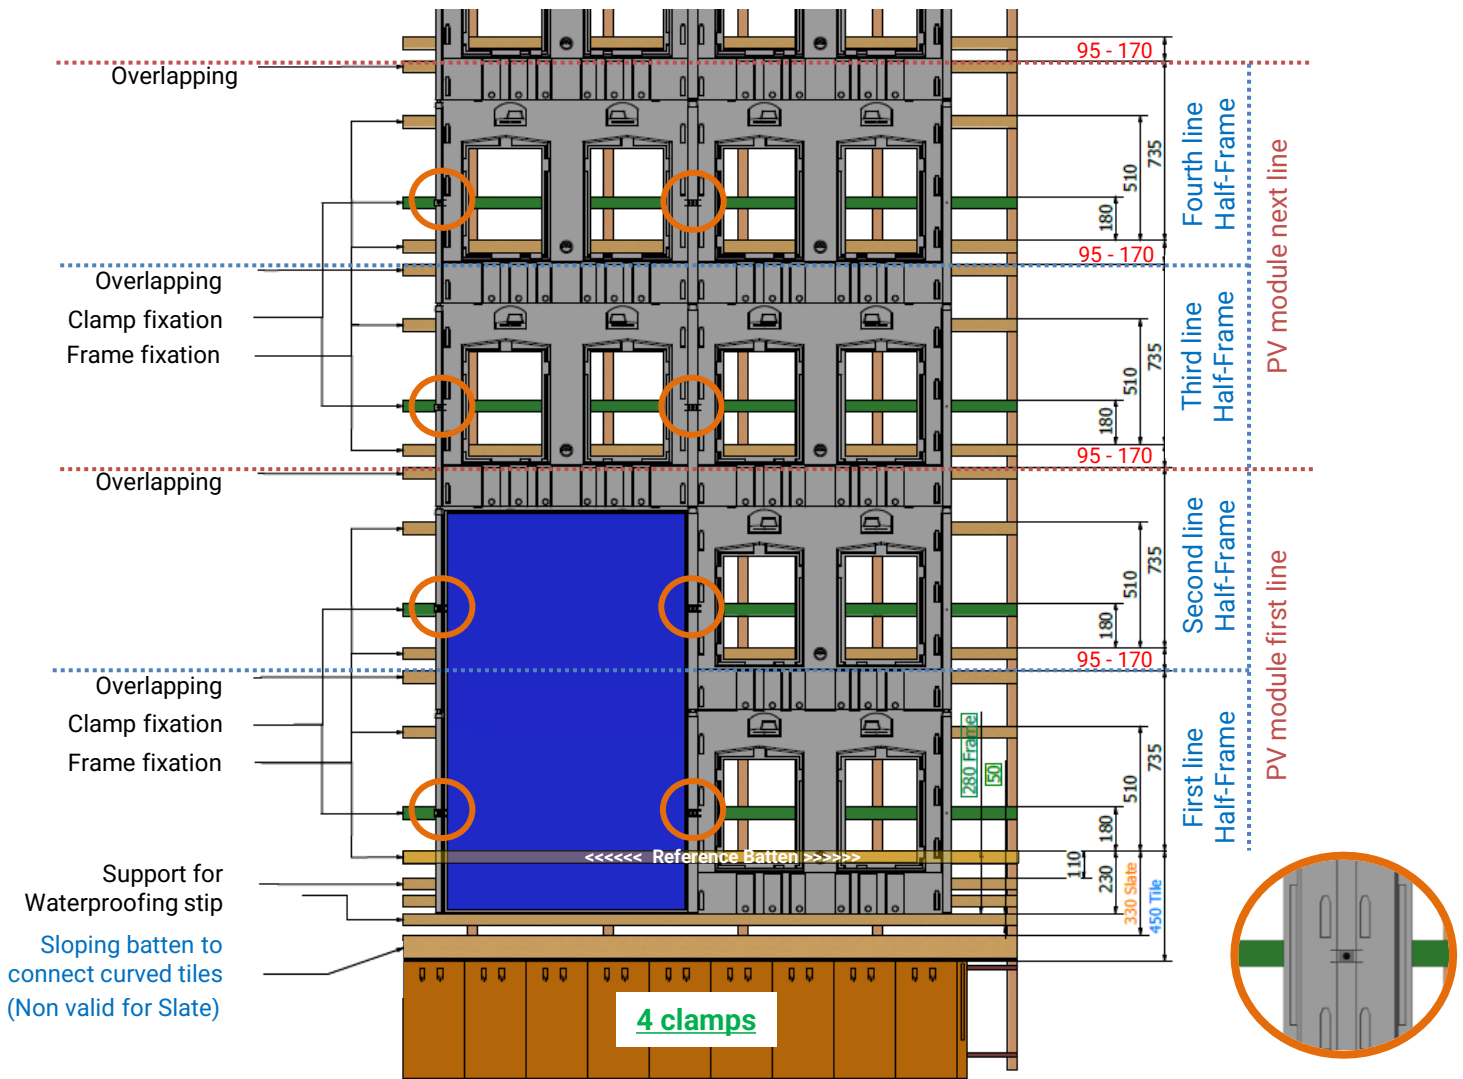 95 - 170
Overlapping
Fourth line
Half-Frame
PV module next line
735
510
180
95 - 170
Overlapping
Clamp fixation
Frame fixation
Third line
Half-Frame
735
510
180
95 - 170
Overlapping
Second line
Half-Frame
PV module first line
735
510
180
95 - 170
Overlapping
Clamp fixation
Frame fixation
First line
Half-Frame
280 Frame
50
735
510
180
<<<<<< Reference Batten >>>>>>
110
230
330 Slate
450 Tile
Support for
Waterproofing stip
Sloping batten to
connect curved tiles
(Non valid for Slate)
4 clamps